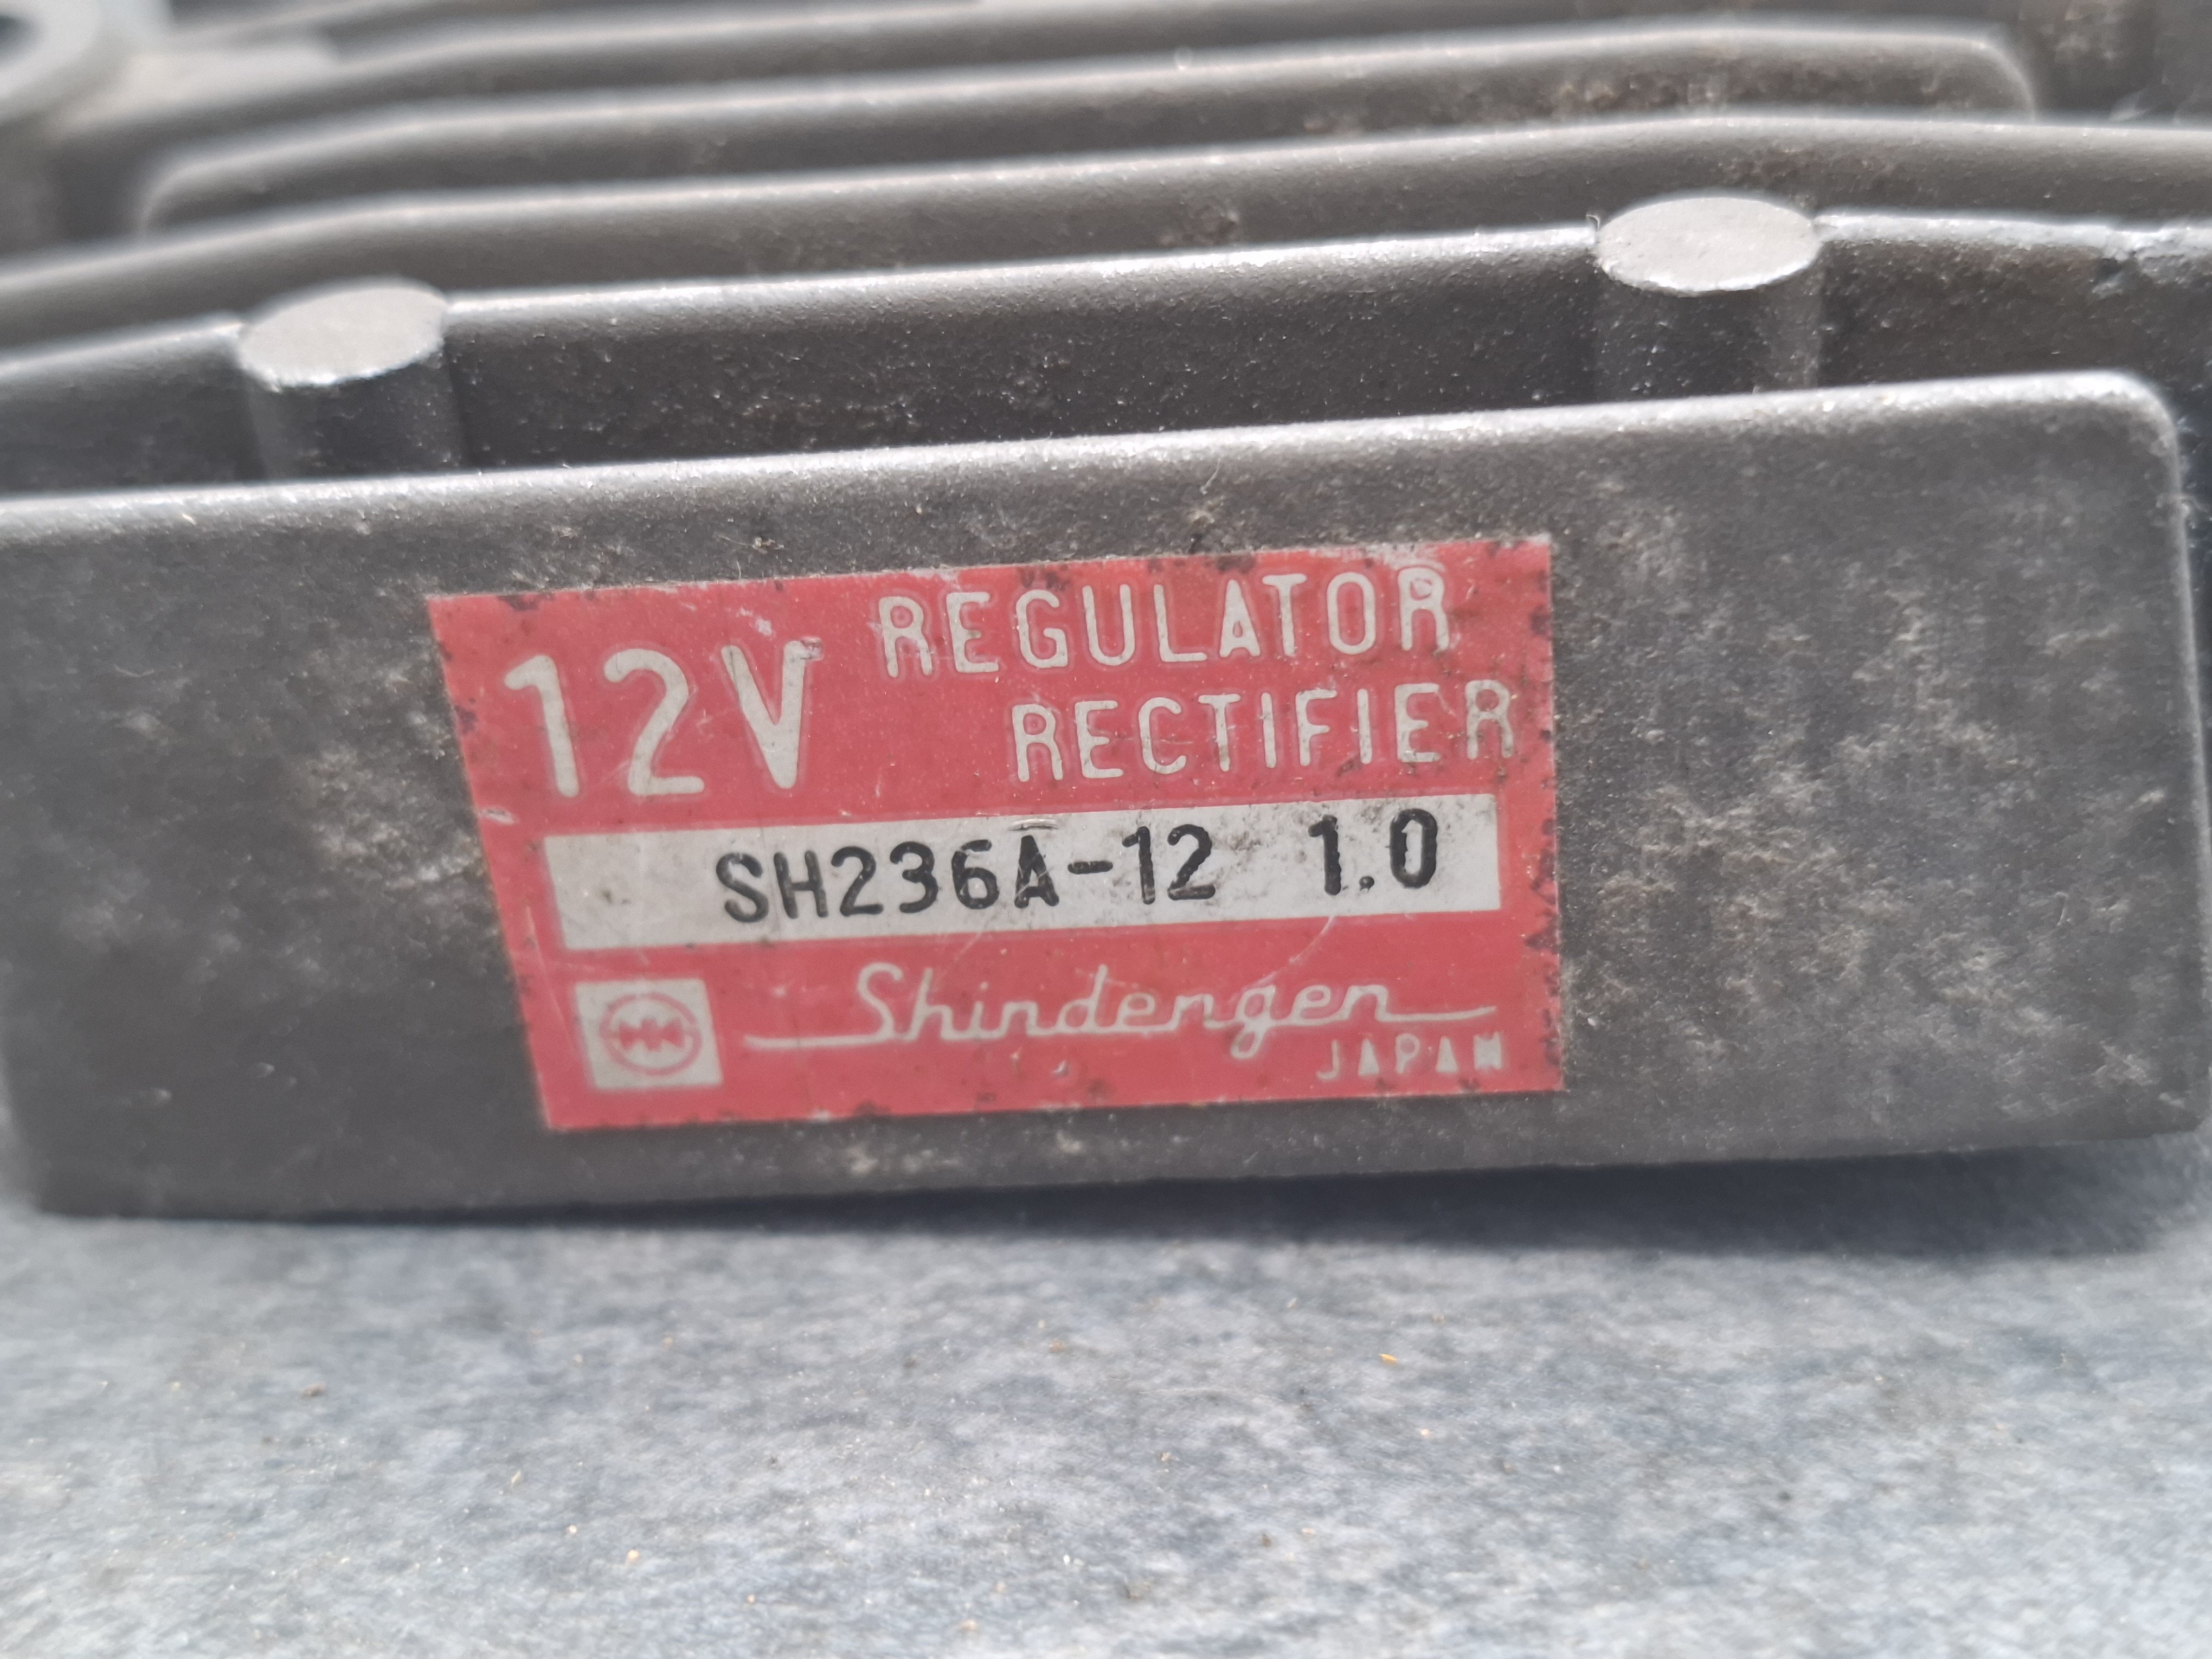 12V REGULATOR
RECTIFIER
SH236A-12 1.0
Shindengen
JAPAN